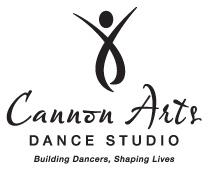 Cannon Arts
DANCE STUDIO
Building Dancers, Shaping Lives